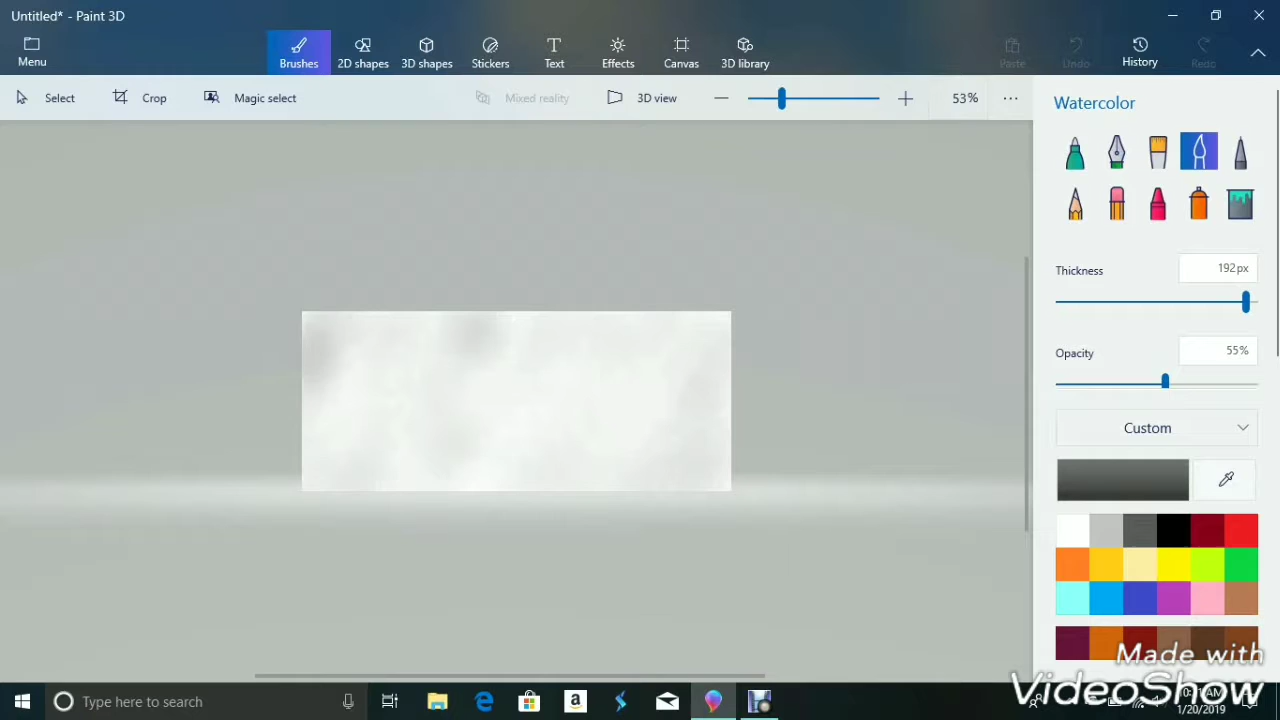 Untitled* - Paint 3D
Menu
Brushes
2D shapes
3D shapes
Stickers
Text
Effects
Canvas
3D library
Paste
Undo
History
Redo
Select
Crop
Magic select
Mixed reality
3D view
53%
Watercolor
Thickness
192px
Opacity
55%
Custom
Made with
VideoShow
Type here to search
a
1/20/2019